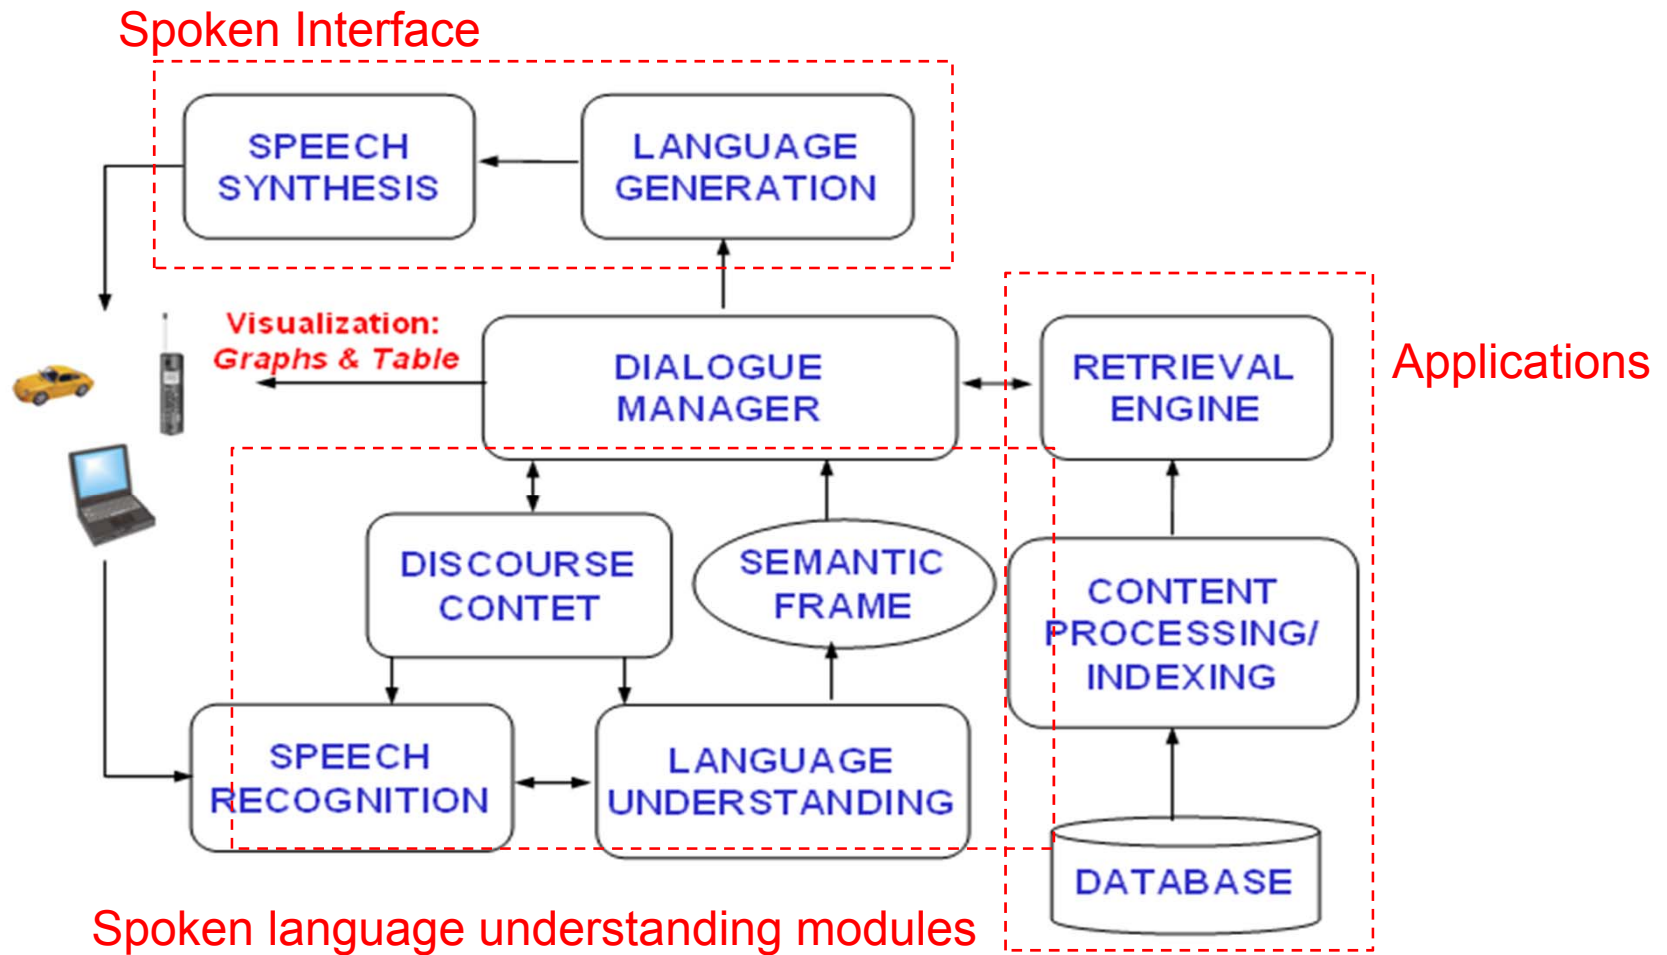 Spoken Interface
SPEECH
SYNTHESIS
LANGUAGE
GENERATION
Visualization:
Graphs & Table
DIALOGUE
MANAGER
RETRIEVAL
ENGINE
Applications
DISCOURSE
CONTET
SEMANTIC
FRAME
CONTENT
PROCESSING/
INDEXING
SPEECH
RECOGNITION
LANGUAGE
UNDERSTANDING
DATABASE
Spoken language understanding modules